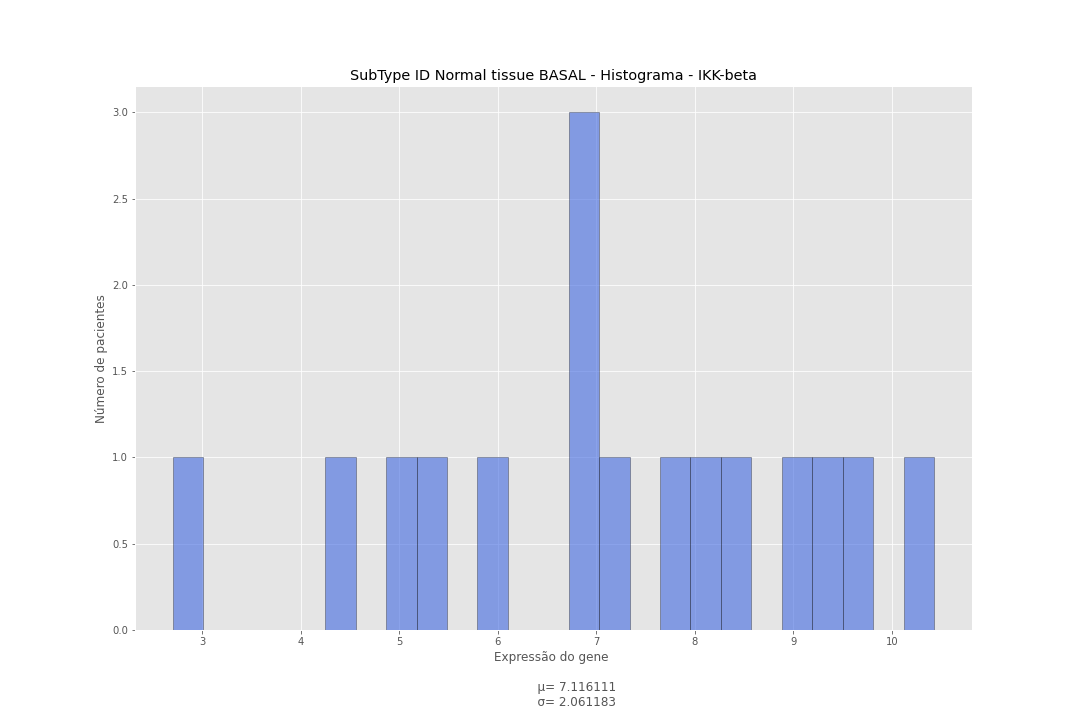 SubType ID Normal tissue BASAL - Histograma - IKK-beta
3.0
2.5
2.0
1.5
1.0
0.5
0.0
Número de pacientes
3 4 5 6 7 8 9 10
Expressão do gene
μ= 7.116111
σ= 2.061183